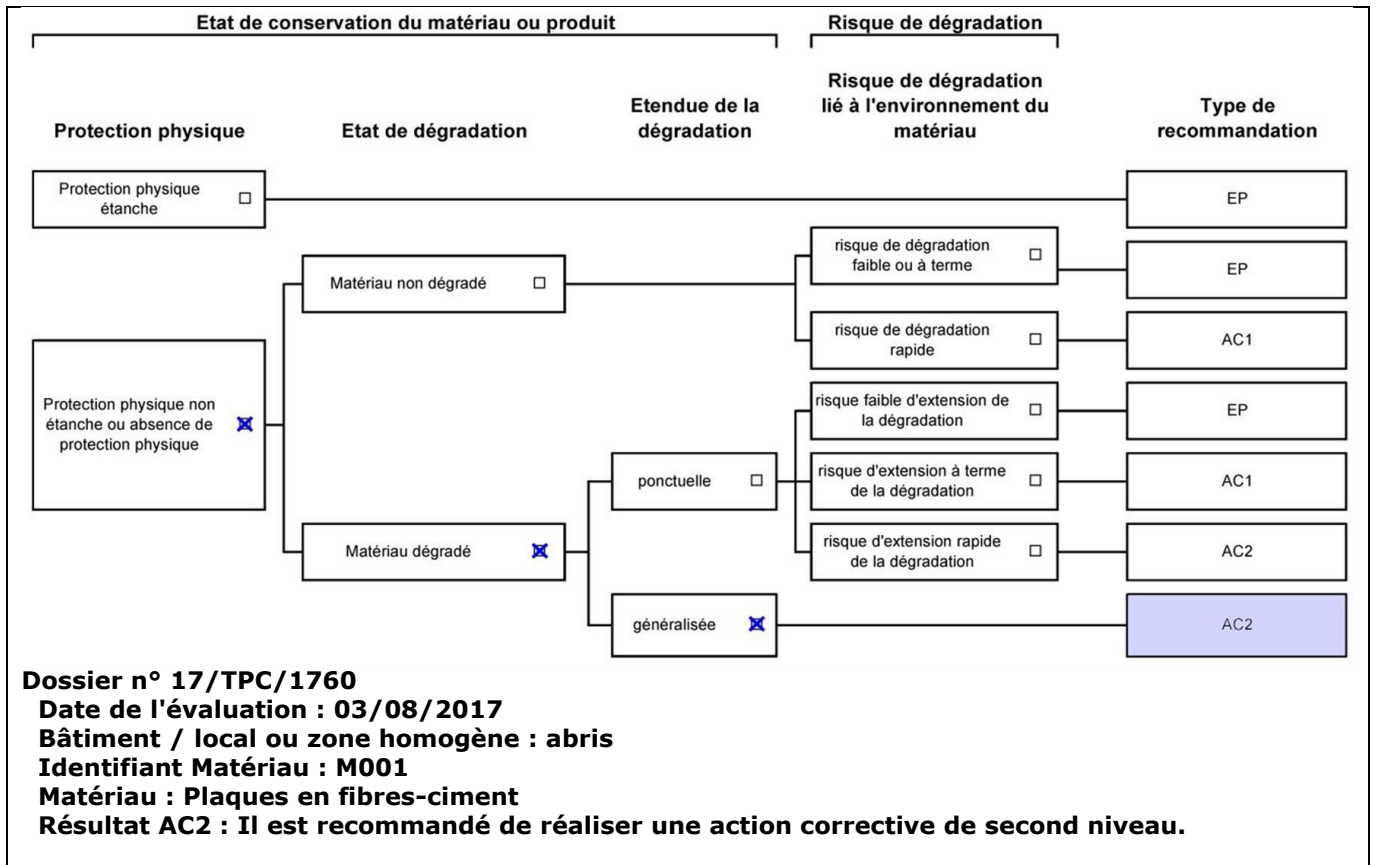 Etat de conservation du matériau ou produit
Risque de dégradation
Protection physique
Etat de dégradation
Etendue de la
dégradation
Risque de dégradation
lié à l'environnement du
matériau
Type de
recommandation
Protection physique
étanche
EP
risque de dégradation
faible ou à terme
EP
Matériau non dégradé
risque de dégradation
rapide
AC1
Protection physique non
étanche ou absence de
protection physique
risque faible d'extension de
la dégradation
EP
ponctuelle
risque d'extension à terme
de la dégradation
AC1
Matériau dégradé
risque d'extension rapide
de la dégradation
AC2
généralisée
AC2
Dossier n° 17/TPC/1760
Date de l'évaluation : 03/08/2017
Bâtiment / local ou zone homogène : abris
Identifiant Matériau : M001
Matériau : Plaques en fibres-ciment
Résultat AC2 : Il est recommandé de réaliser une action corrective de second niveau.